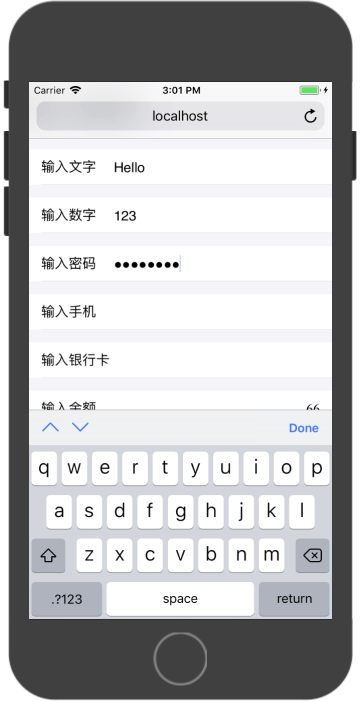 Carrier 3:01 PM
localhost
输入文字 Hello
输入数字 123
输入密码 ●●●●●●●●
输入手机
输入银行卡
输入金额 66
Done
q w e r t y u i o p
a s d f g h j k l
z x c v b n m
.?123 space return